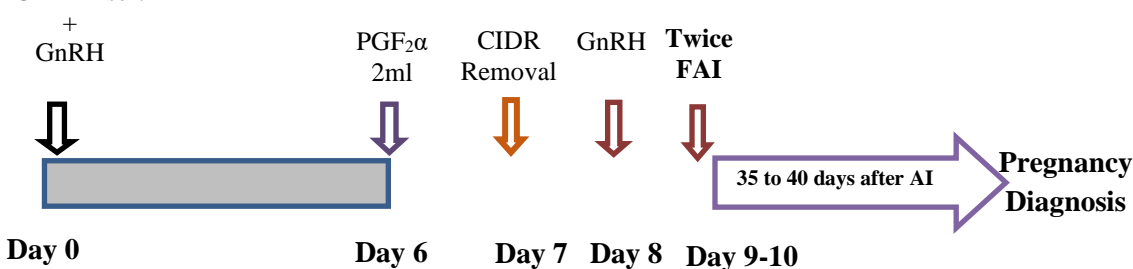 +
GnRH
PGF₂α
2ml
CIDR
Removal
GnRH
Twice
FAI
35 to 40 days after AI
Pregnancy
Diagnosis
Day 0
Day 6
Day 7
Day 8
Day 9-10